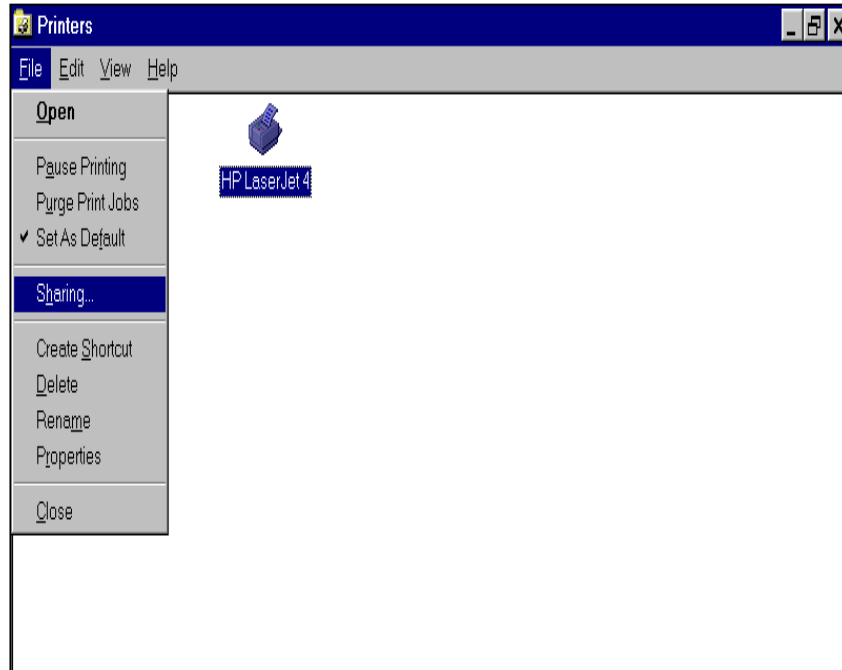 Printers
File Edit View Help
Open
HP LaserJet 4
Pause Printing
Purge Print Jobs
Set As Default
Sharing...
Create Shortcut
Delete
Rename
Properties
Close